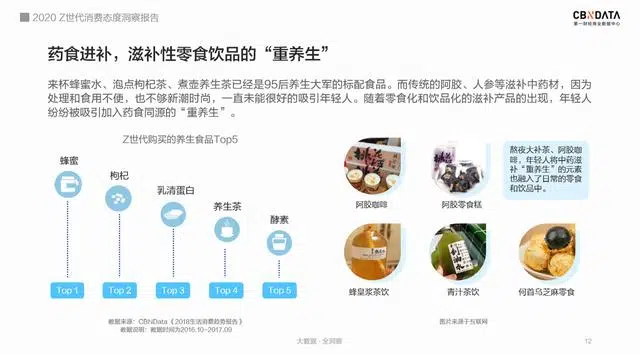 2020 Z世代消费态度洞察报告
CBNDATA
第一财经商业数据中心
药食进补，滋补性零食饮品的“重养生”
来杯蜂蜜水、泡点枸杞茶、煮壶养生茶已经是95后养生大军的标配食品。而传统的阿胶、人参等滋补中药材，因为
处理和食用不便，也不够新潮时尚，一直未能很好的吸引年轻人。随着零食化和饮品化的滋补产品的出现，年轻人
纷纷被吸引加入药食同源的“重养生”。
Z世代购买的养生食品Top5
蜂蜜
枸杞
乳清蛋白
养生茶
酵素
Top 1
Top 2
Top 3
Top 4
Top 5
数据来源：CBNData《2018生活消费趋势报告》
数据说明：数据时间为2016.10-2017.09
阿胶咖啡
阿胶零食糕
熬夜大补茶、阿胶咖
啡，年轻人将中药滋
补“重养生”的元素
也融入了日常的零食
和饮品中。
蜂皇浆茶饮
青汁茶饮
何首乌芝麻零食
图片来源于互联网
大数据 · 全洞察
12